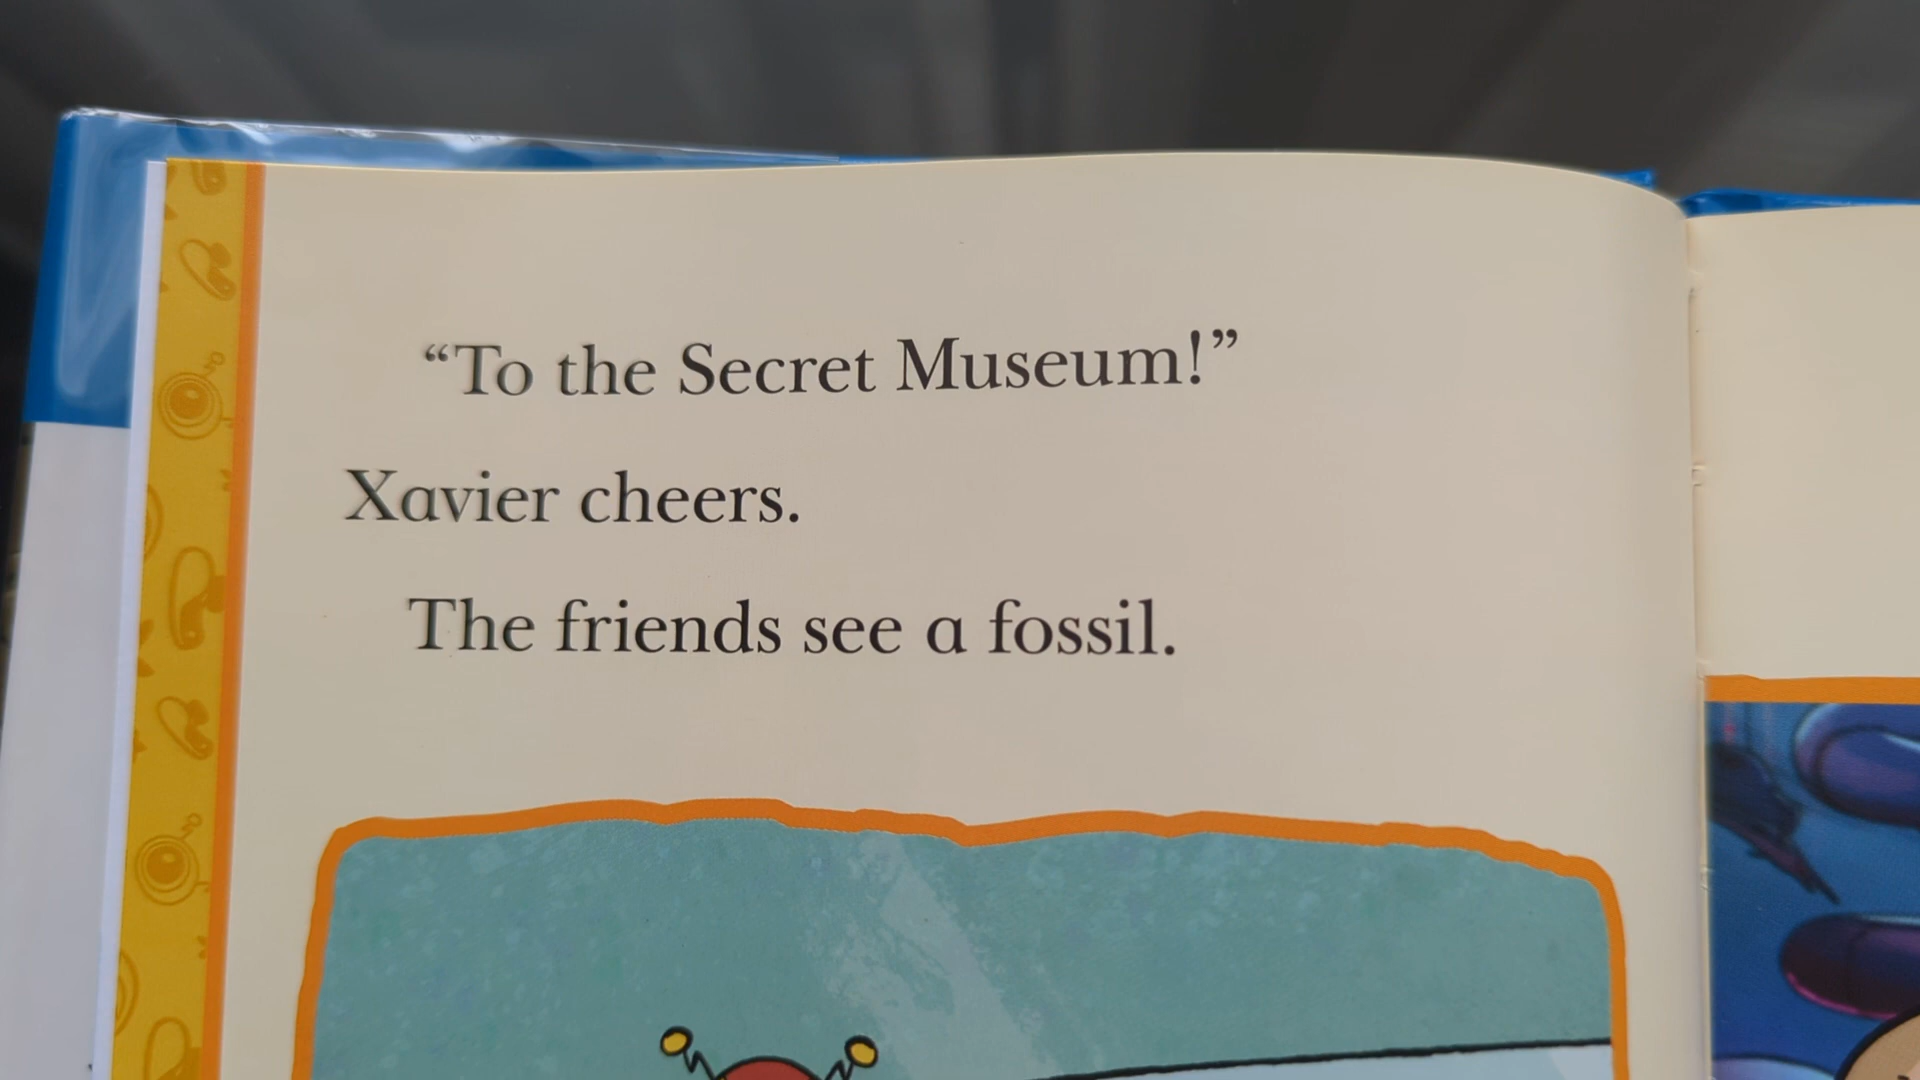 “To the Secret Museum!”
Xavier cheers.
The friends see a fossil.